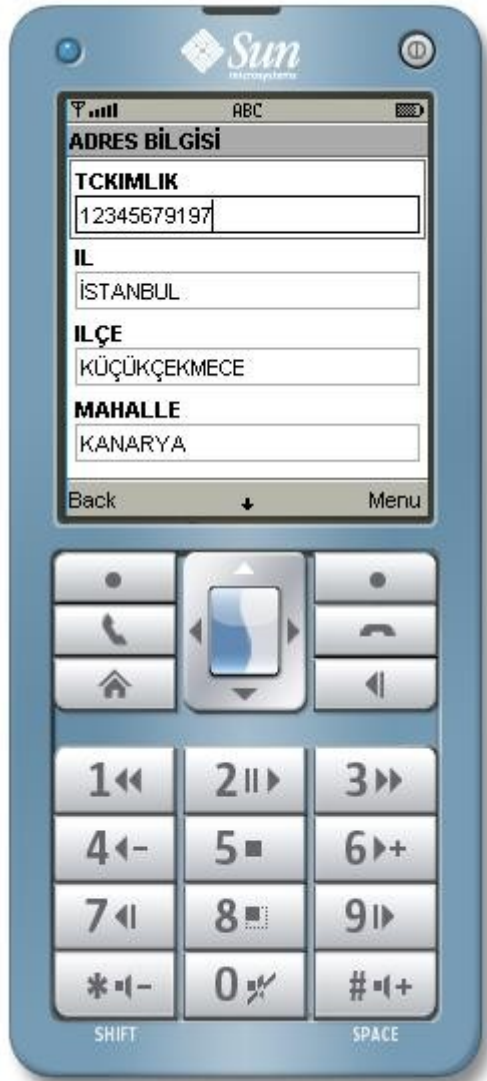 Sun
microsystems
ABC
ADRES BİLGİSİ
TCKIMLIK
12345679197
IL
İSTANBUL
ILÇE
KÜÇÜKÇEKMECE
MAHALLE
KANARYA
Back Menu
1 2 3
4 - 5 6 +
7 8 9
* - 0 # +
SHIFT SPACE